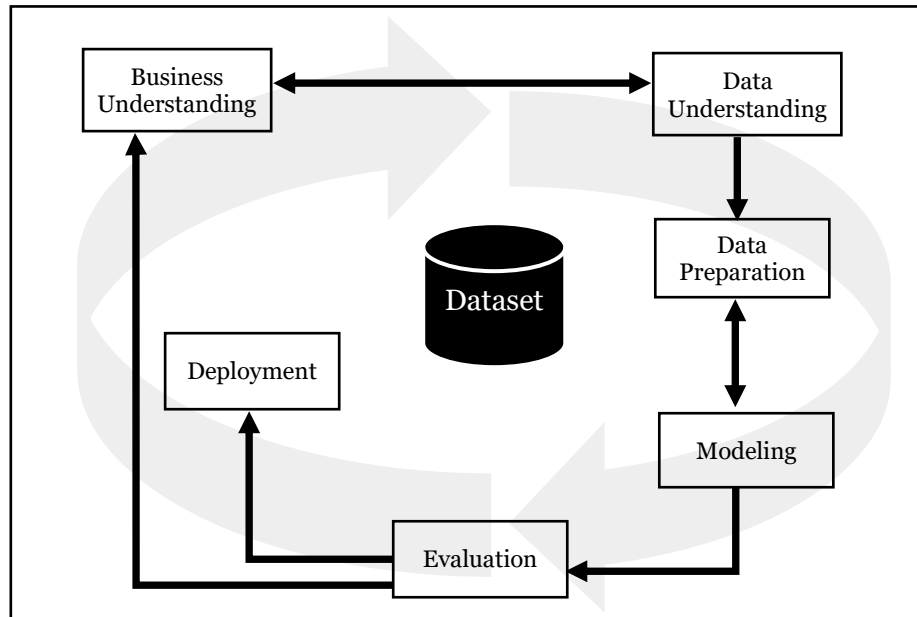 Business
Understanding
Data
Understanding
Data
Preparation
Dataset
Deployment
Modeling
Evaluation